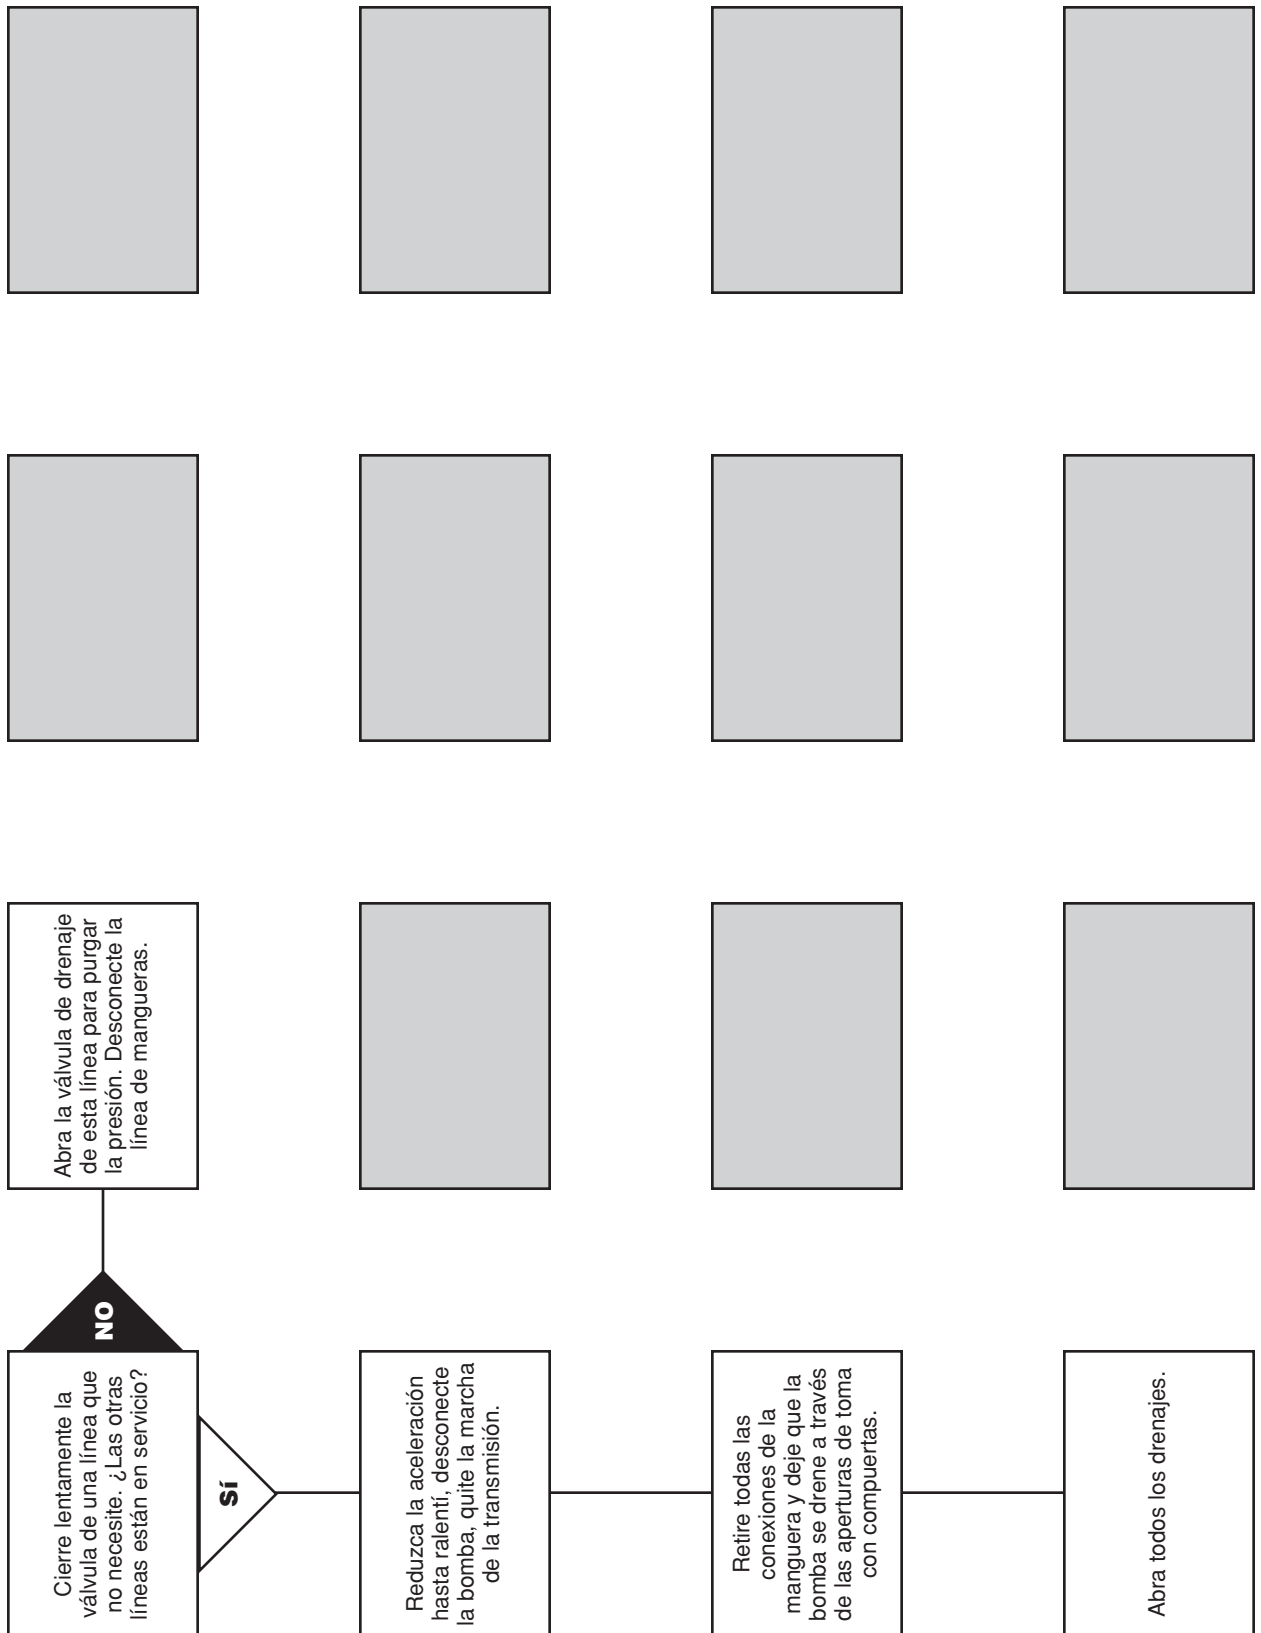 Cierre lentamente la
válvula de una línea que
no necesite. ¿Las otras
líneas están en servicio?
NO
Abra la válvula de drenaje
de esta línea para purgar
la presión. Desconecte la
línea de mangueras.
SÍ
Reduzca la aceleración
hasta ralentí, desconecte
la bomba, quite la marcha
de la transmisión.
Retire todas las
conexiones de la
manguera y deje que la
bomba se drene a través
de las aperturas de toma
con compuertas.
Abra todos los drenajes.